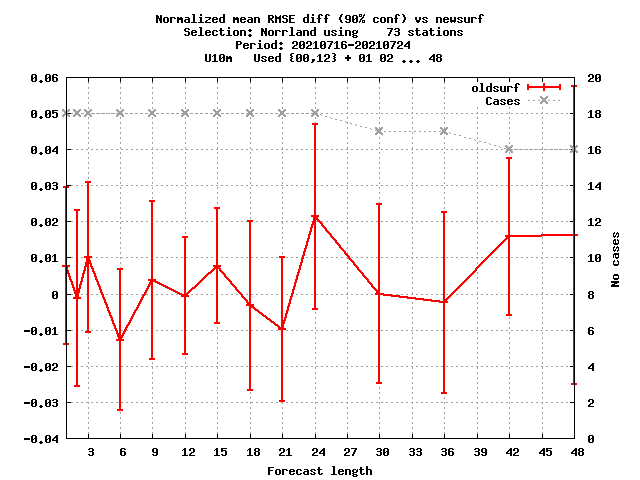 Normalized mean RMSE diff (90% conf) vs newsurf
Selection: Norrland using    73 stations
Period: 20210716-20210724
U10m   Used {00,12} + 01 02 ... 48
oldsurf
Cases
0.06
0.05
0.04
0.03
0.02
0.01
0
-0.01
-0.02
-0.03
-0.04
20
18
16
14
12
10
8
6
4
2
0
No cases
3 6 9 12 15 18 21 24 27 30 33 36 39 42 45 48
Forecast length